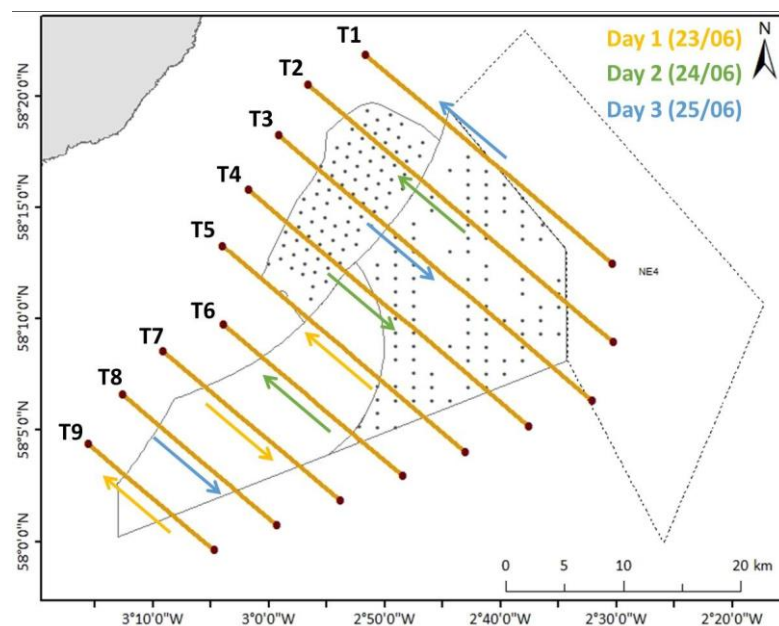 T1
N
Day 1 (23/06)
T2
Day 2 (24/06)
Day 3 (25/06)
T3
T4
T5
T6
T7
T8
T9
NE4
58°20'0"N
58°15'0"N
58°10'0"N
58°5'0"N
58°0'0"N
0 5 10 20 km
3°10'0"W 3°0'0"W 2°50'0"W 2°40'0"W 2°30'0"W 2°20'0"W